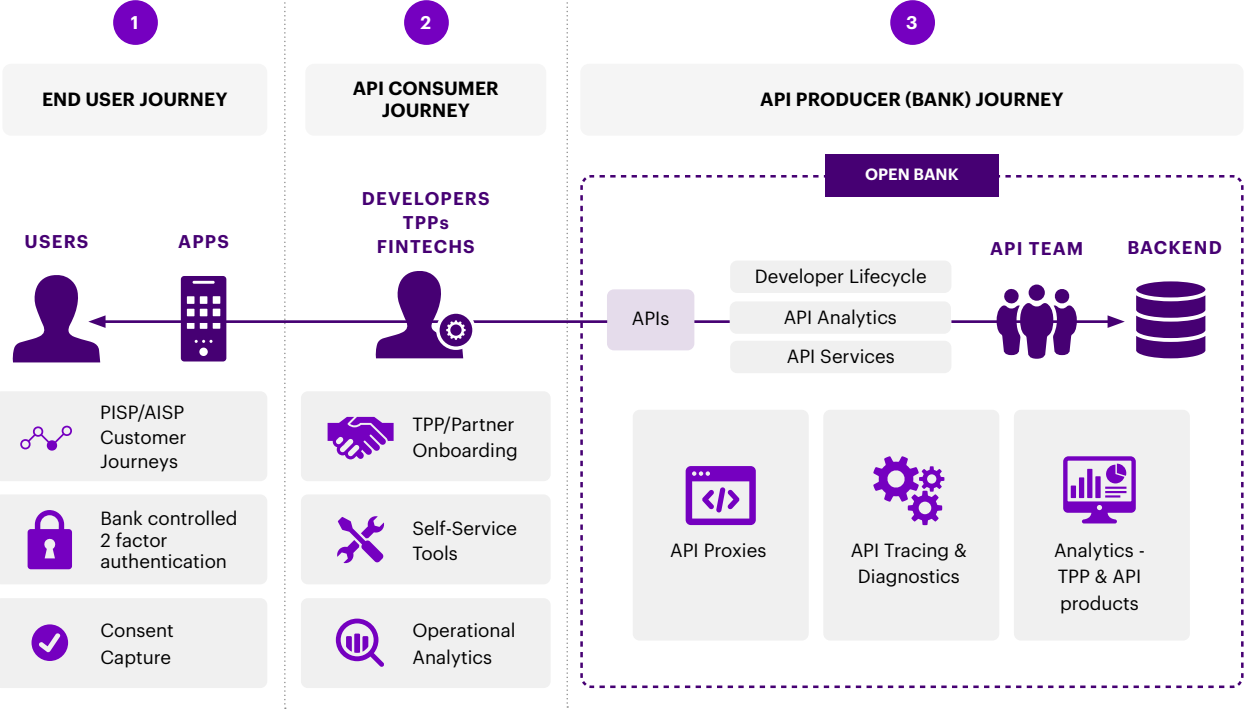 1
END USER JOURNEY
USERS
APPS
PISP/AISP
Customer
Journeys
Bank controlled
2 factor
authentication
Consent
Capture
2
API CONSUMER
JOURNEY
DEVELOPERS
TPPs
FINTECHS
TPP/Partner
Onboarding
Self-Service
Tools
Operational
Analytics
3
API PRODUCER (BANK) JOURNEY
OPEN BANK
APIs
Developer Lifecycle
API Analytics
API Services
API TEAM
BACKEND
API Proxies
API Tracing &
Diagnostics
Analytics -
TPP & API
products